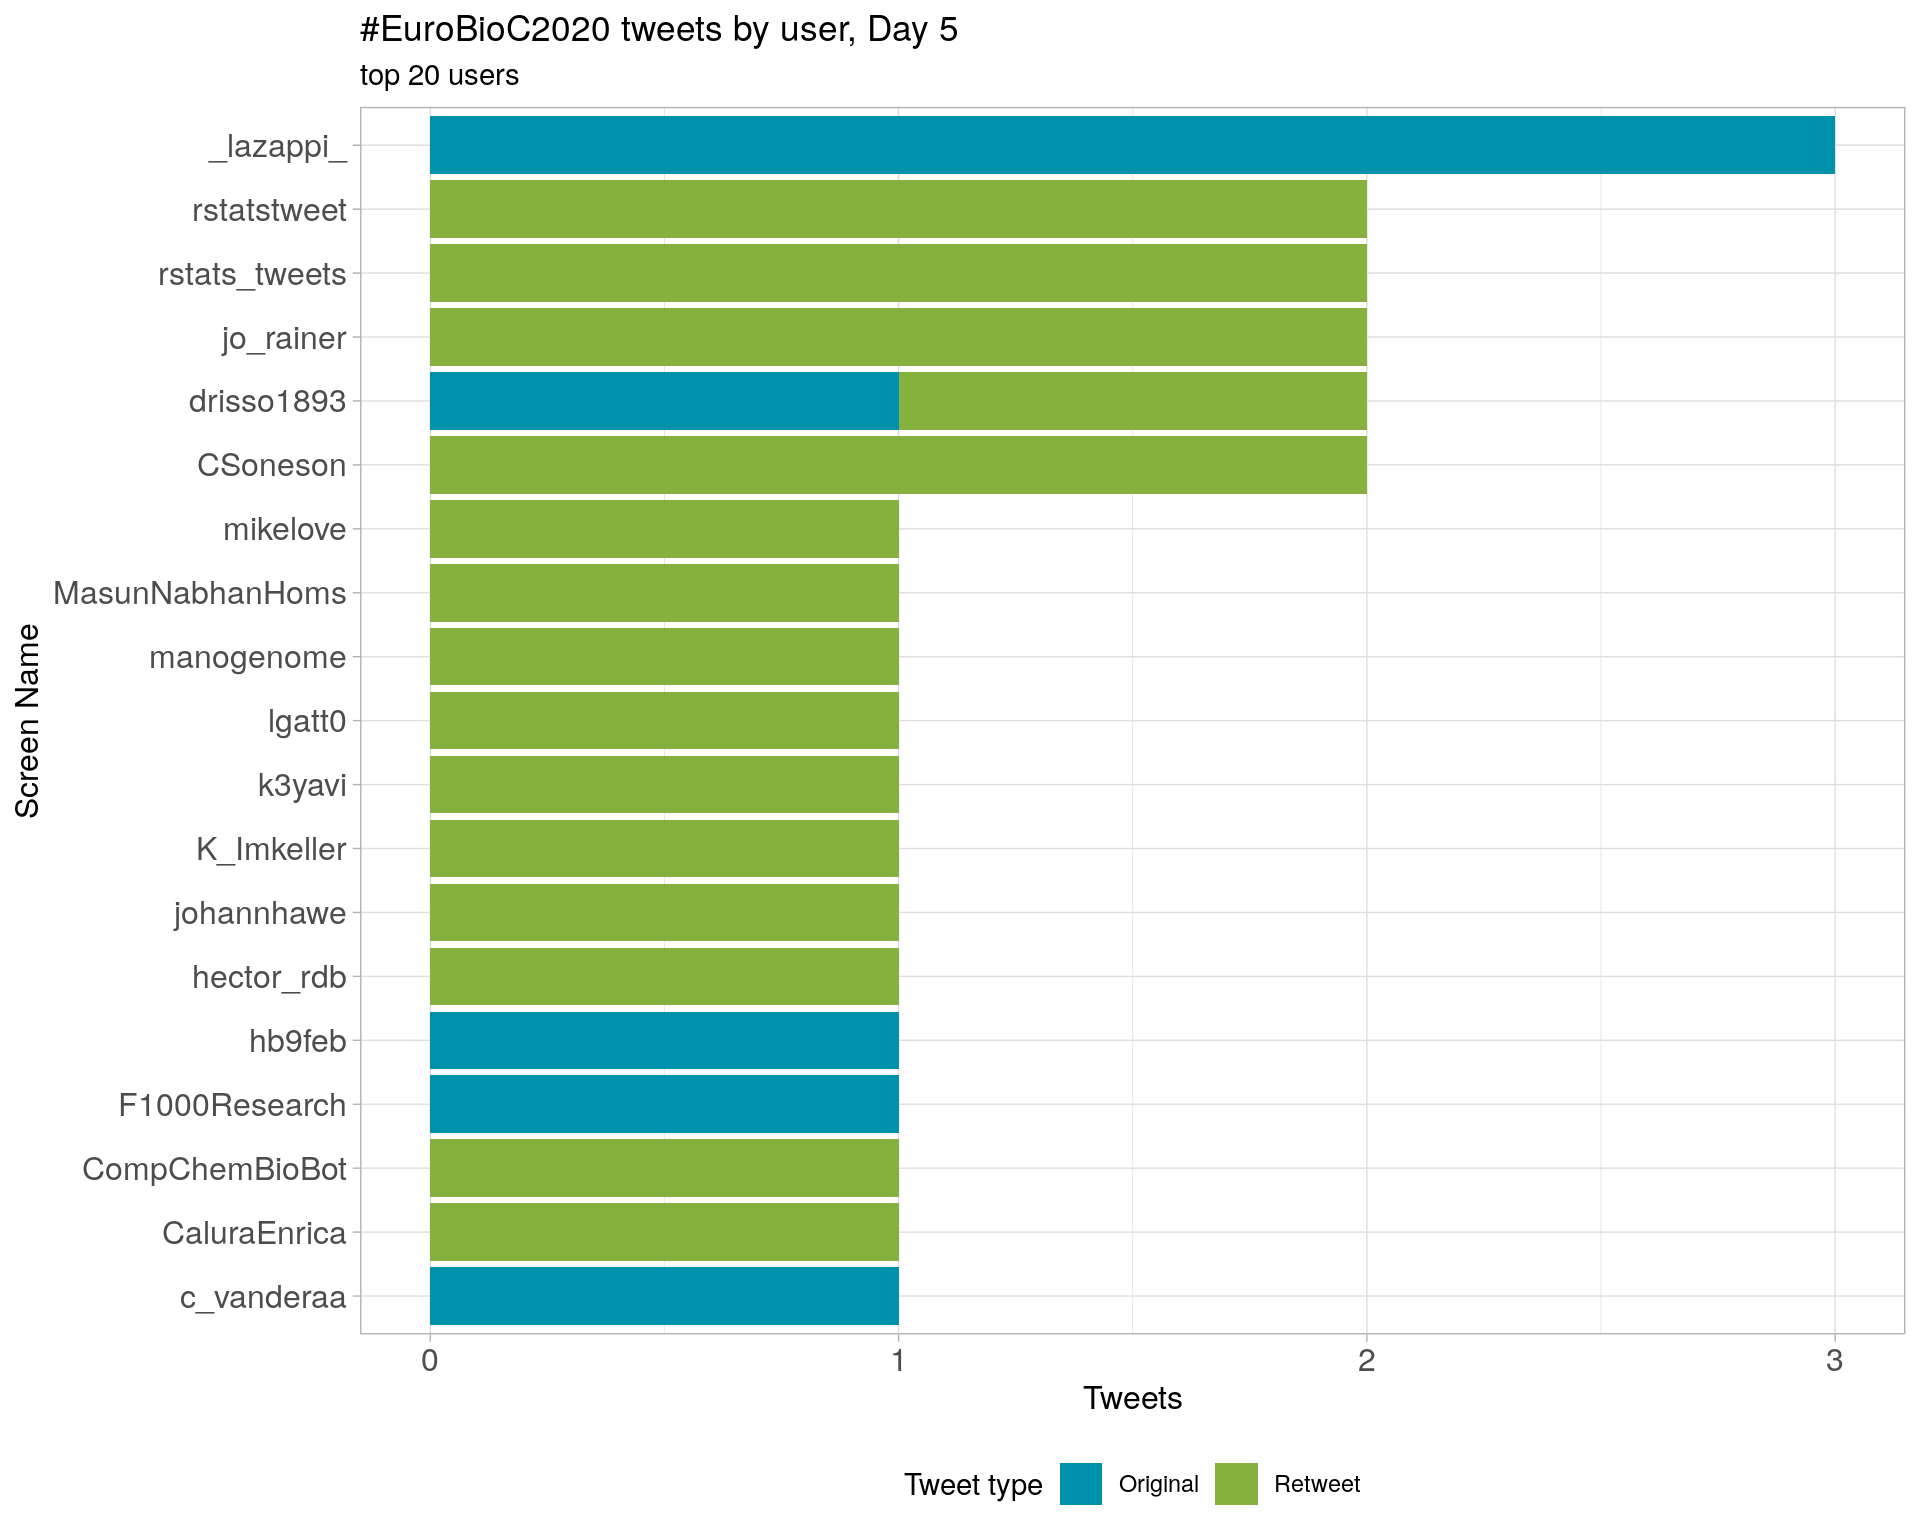 #EuroBioC2020 tweets by user, Day 5
top 20 users
Screen Name
_lazappi_
rstatstweet
rstats_tweets
jo_rainer
drisso1893
CSoneson
mikelove
MasunNabhanHoms
manogenome
lgatt0
k3yavi
K_Imkeller
johannhawe
hector_rdb
hb9feb
F1000Research
CompChemBioBot
CaluraEnrica
c_vanderaa
0 1 2 3
Tweets
Tweet type Original Retweet